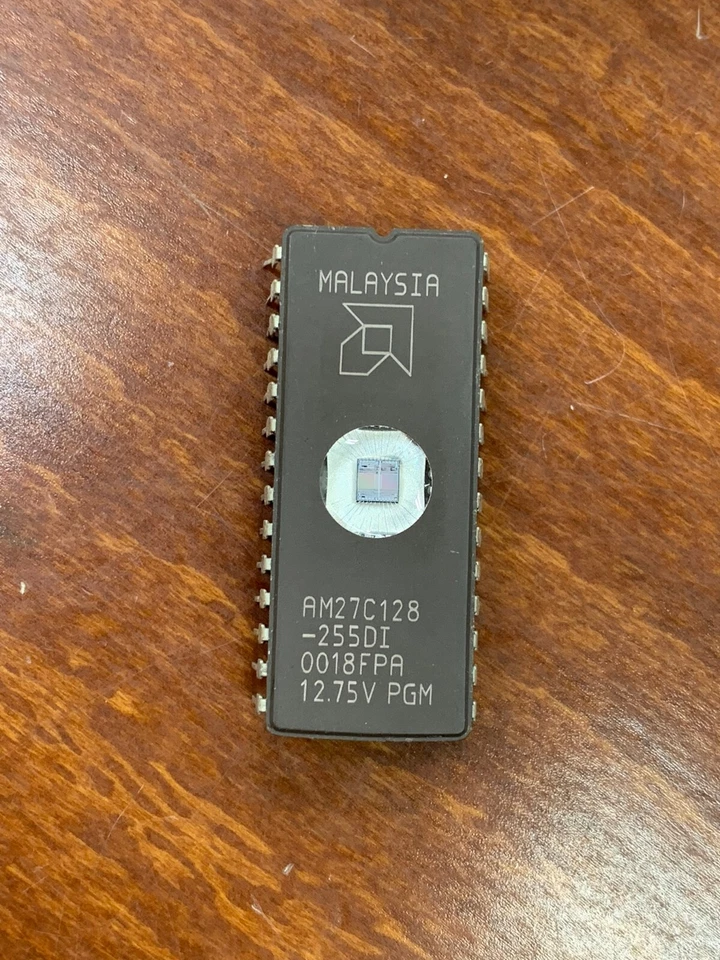 MALAYSIA
AM27C128
-255DI
0018FPA
12.75V PGM